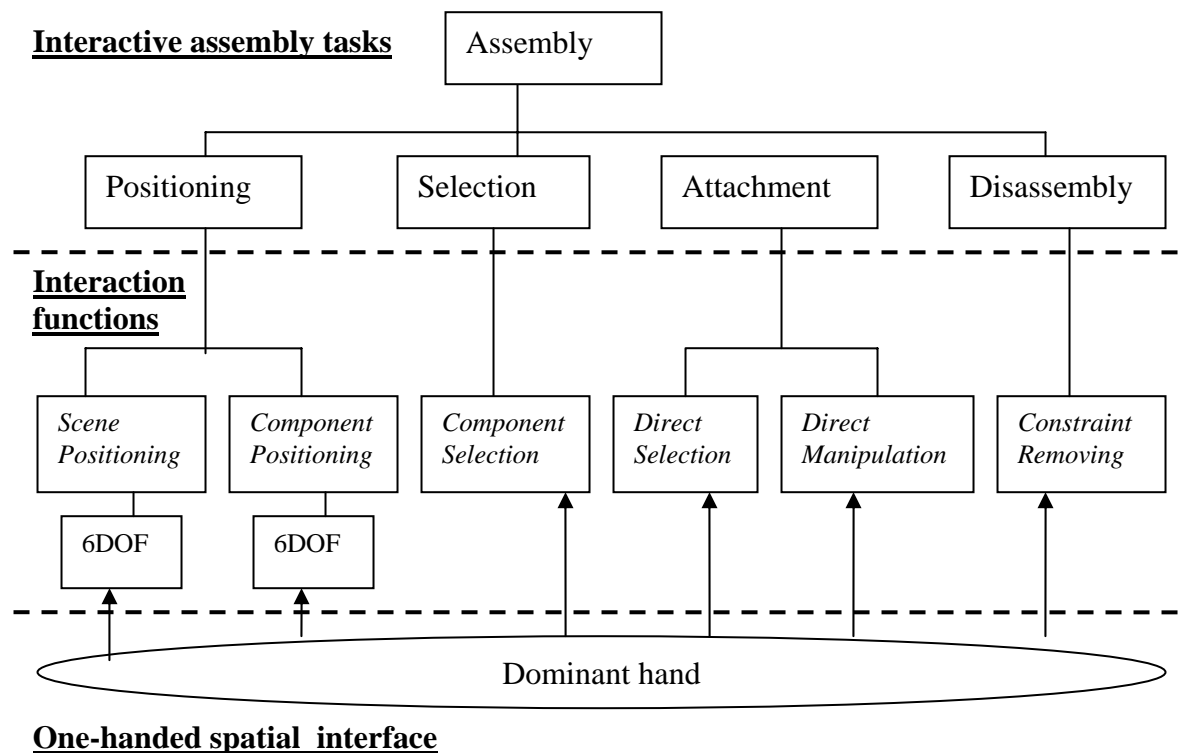 Interactive assembly tasks
Assembly
Positioning
Selection
Attachment
Disassembly
Interaction
functions
Scene
Positioning
Component
Positioning
Component
Selection
Direct
Selection
Direct
Manipulation
Constraint
Removing
6DOF
6DOF
Dominant hand
One-handed spatial interface